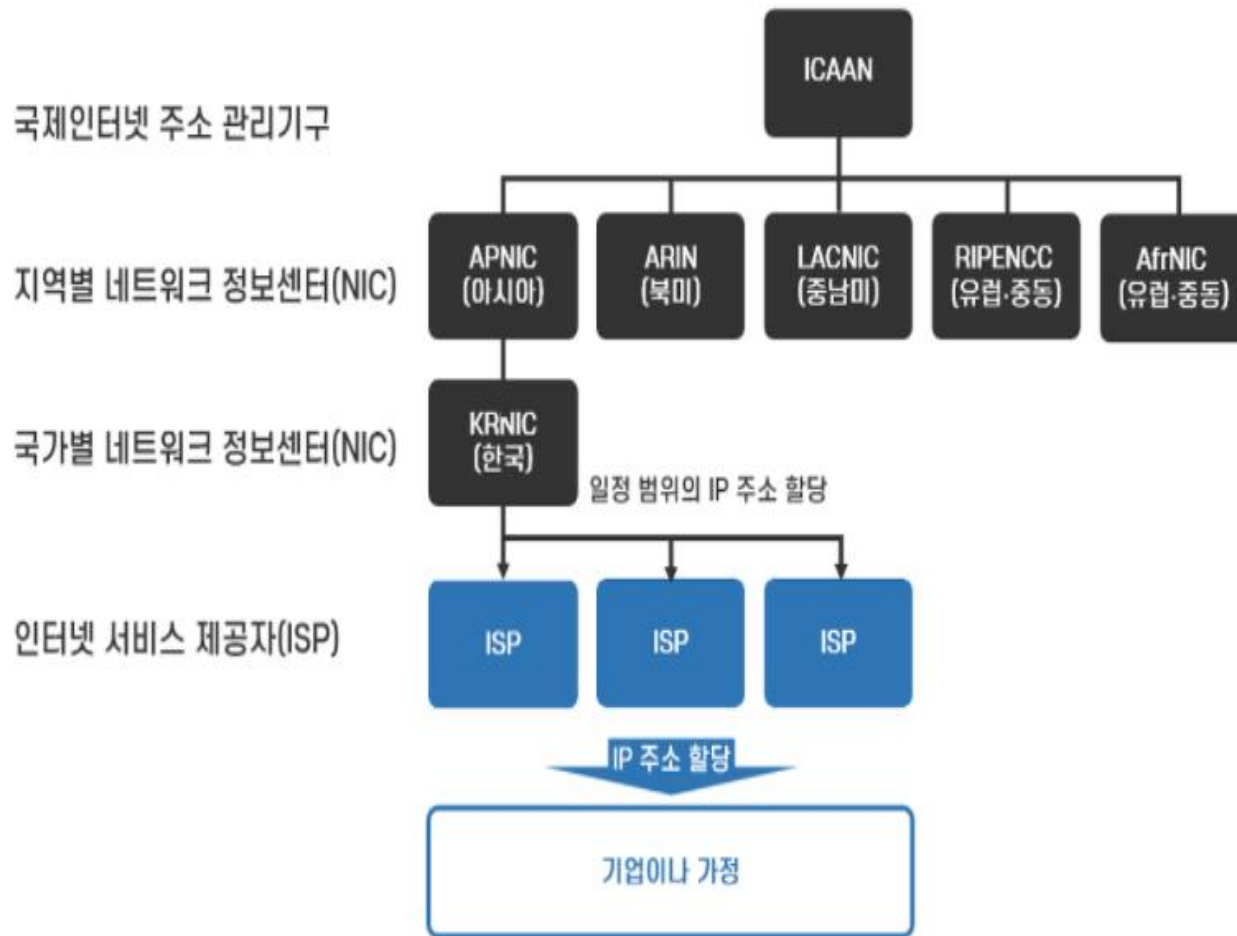 ICAAN
국제인터넷 주소 관리기구
지역별 네트워크 정보센터(NIC)
APNIC
(아시아)
ARIN
(북미)
LACNIC
(중남미)
RIPENCC
(유럽·중동)
AfrNIC
(유럽·중동)
국가별 네트워크 정보센터(NIC)
KRNIC
(한국)
일정 범위의 IP 주소 할당
인터넷 서비스 제공자(ISP)
ISP
ISP
ISP
IP 주소 할당
기업이나 가정